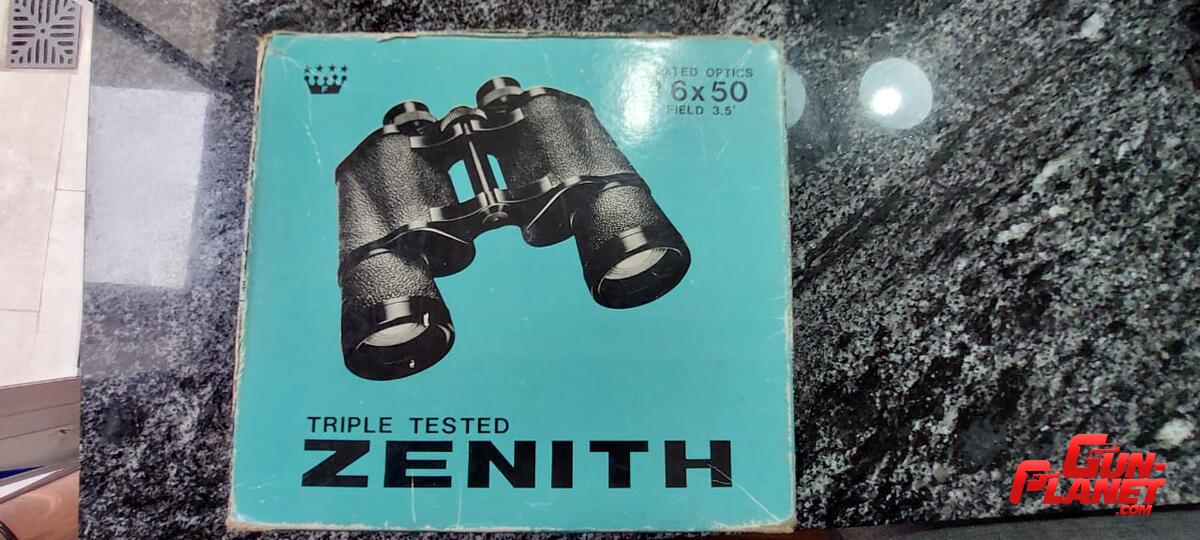 OPTICS
6x50
FIELD 3.5°
TRIPLE TESTED
ZENITH
GUN-
PLANET
.COM